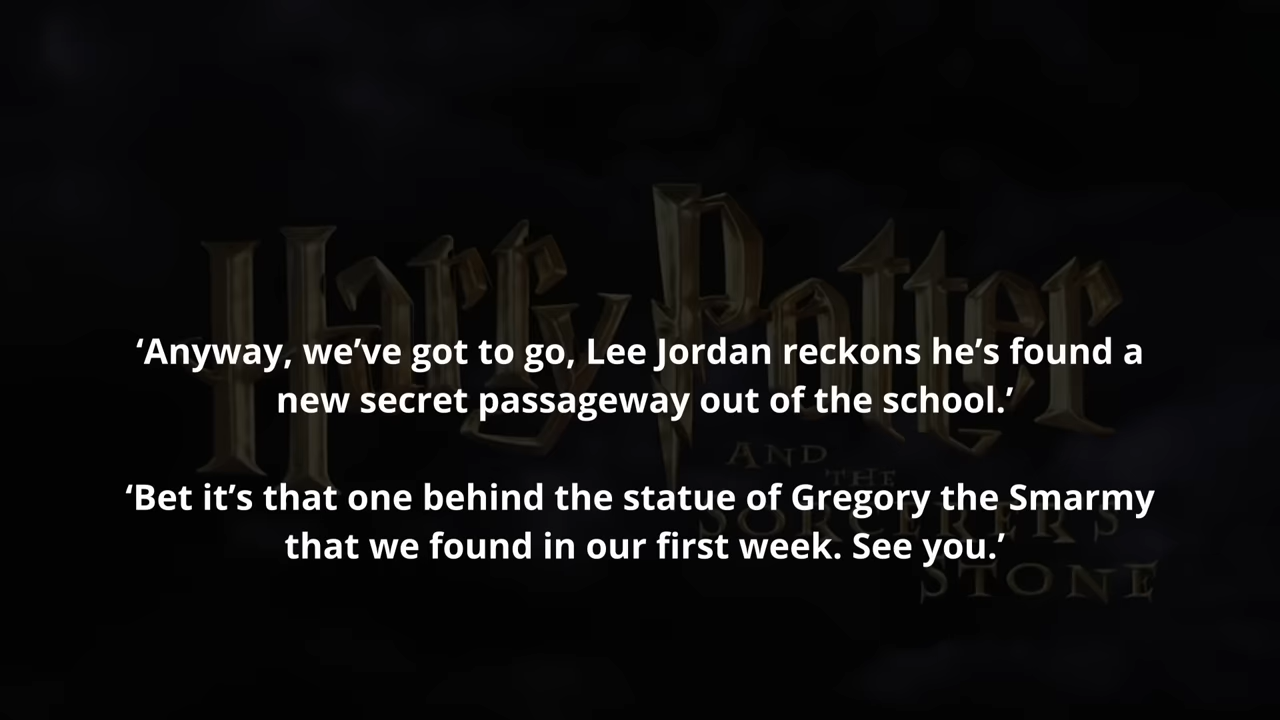 Harry Potter
AND
THE
SORCERER'S
STONE
‘Anyway, we’ve got to go, Lee Jordan reckons he’s found a
new secret passageway out of the school.’
‘Bet it’s that one behind the statue of Gregory the Smarmy
that we found in our first week. See you.’